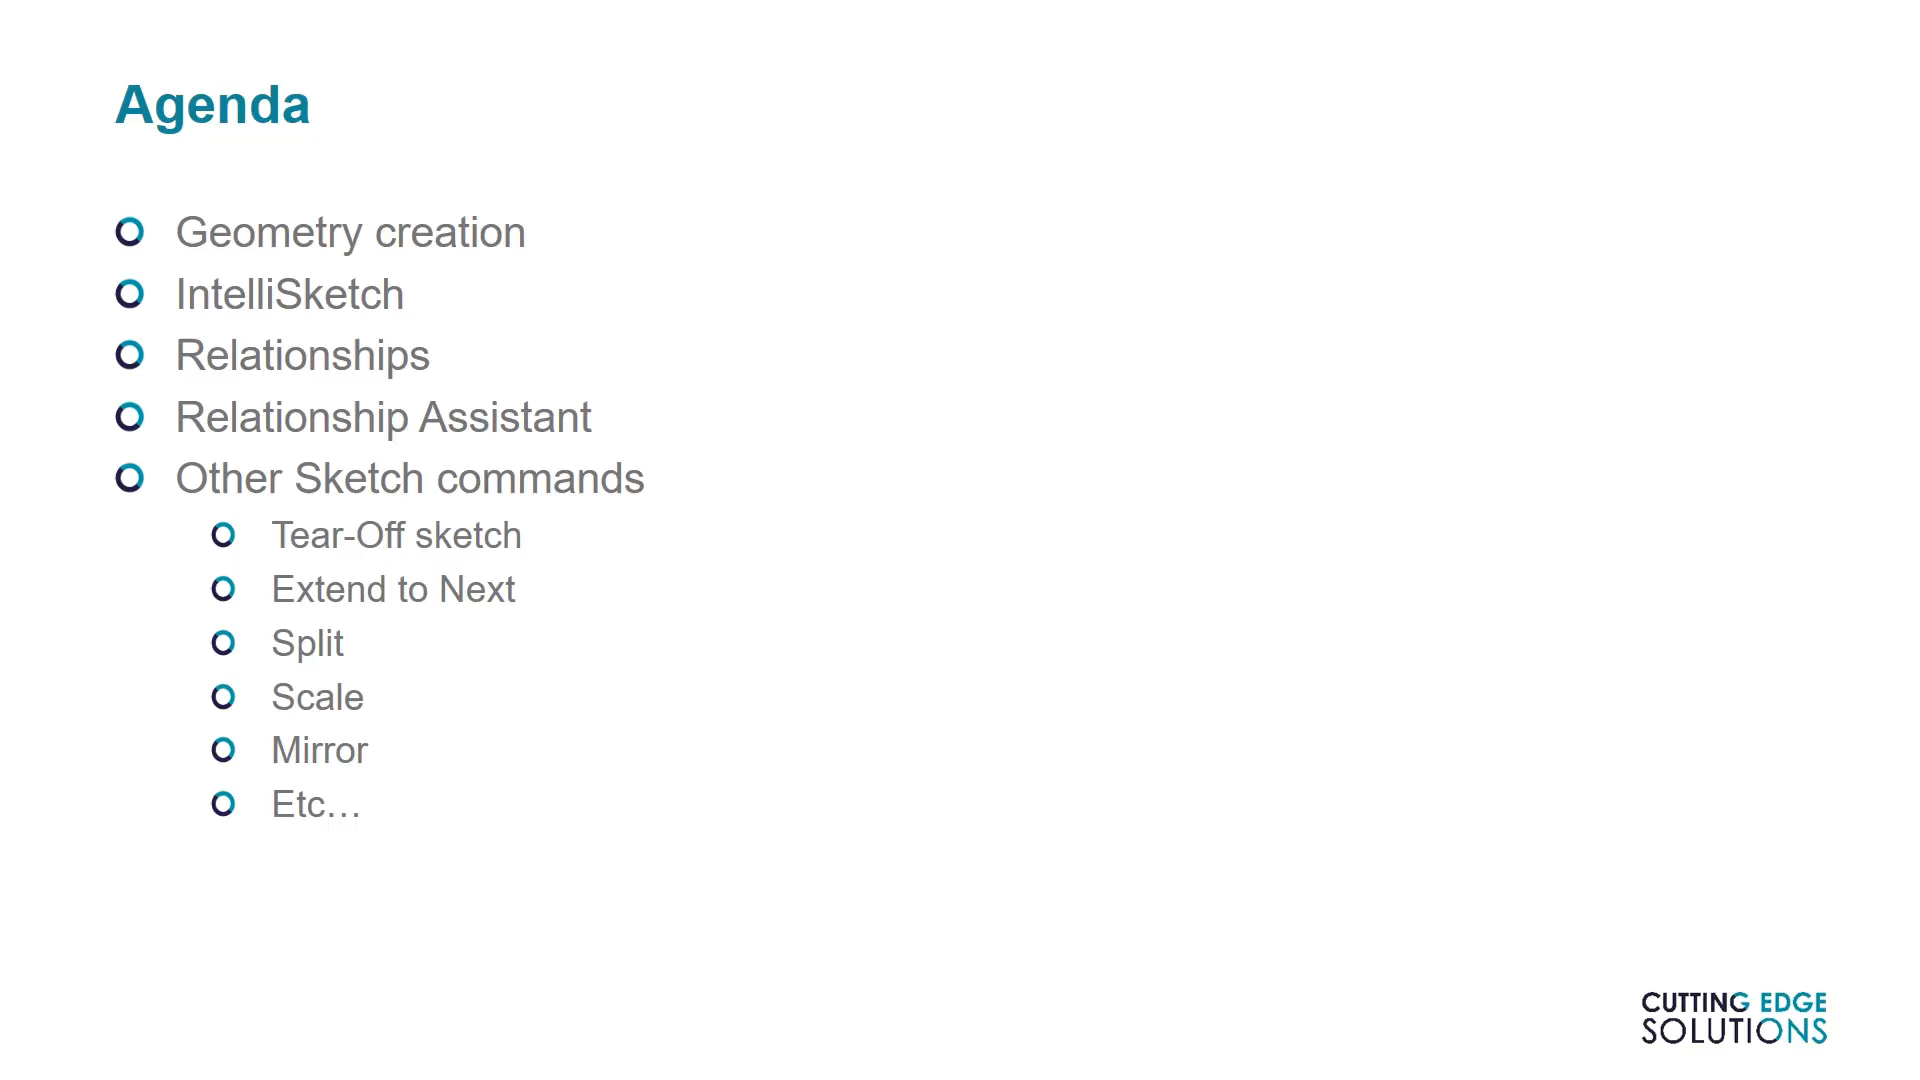 Agenda
Geometry creation
IntelliSketch
Relationships
Relationship Assistant
Other Sketch commands
Tear-Off sketch
Extend to Next
Split
Scale
Mirror
Etc…
CUTTING EDGE
SOLUTIONS